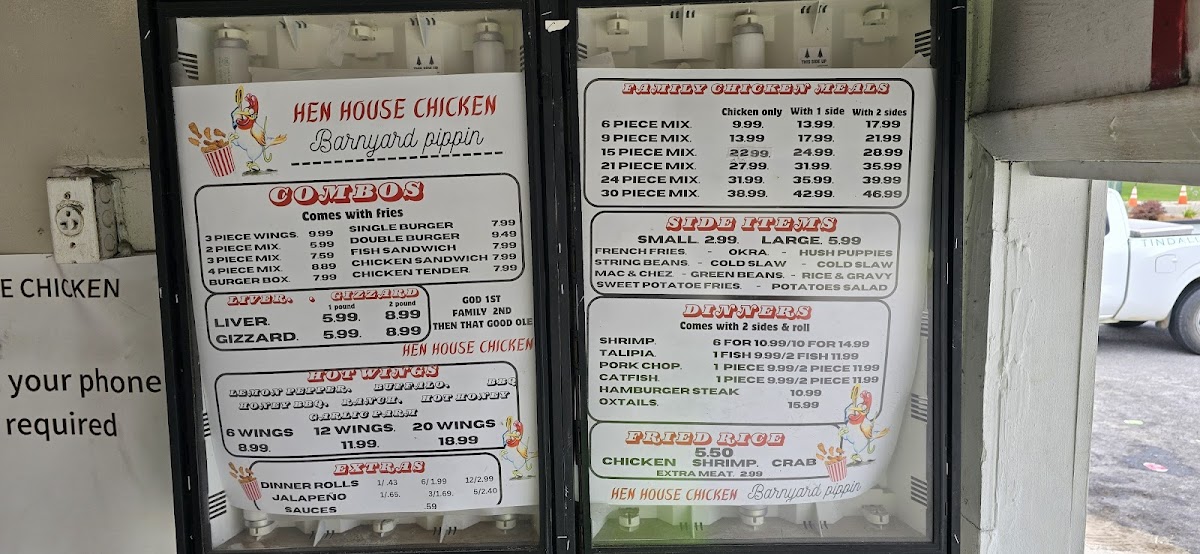 E CHICKEN
your phone
required
HEN HOUSE CHICKEN
Barnyard pippin
COMBOS
Comes with fries
3 PIECE WINGS. 9.99
2 PIECE MIX. 5.99
3 PIECE MIX. 7.59
4 PIECE MIX. 8.89
BURGER BOX. 7.99
SINGLE BURGER 7.99
DOUBLE BURGER 9.49
FISH SANDWICH 7.99
CHICKEN SANDWICH 7.99
CHICKEN TENDER. 7.99
LIVER. . GIZZARD
1 pound 2 pound
LIVER. 5.99. 8.99
GIZZARD. 5.99. 8.99
GOD 1ST
FAMILY 2ND
THEN THAT GOOD OLE
HEN HOUSE CHICKEN
HOT WINGS
LEMON PEPPER. BUFFALO. BBQ
HONEY BBQ. RANCH. HOT HONEY
GARLIC PARM
6 WINGS 12 WINGS. 20 WINGS
8.99. 11.99. 18.99
EXTRAS
DINNER ROLLS 1/ .43 6/ 1.99 12/2.99
JALAPEÑO 1/.65. 3/1.69. 5/2.40
SAUCES .59
THIS SIDE UP
FAMILY CHICKEN MEALS
Chicken only With 1 side With 2 sides
6 PIECE MIX. 9.99. 13.99. 17.99
9 PIECE MIX. 13.99 17.99. 21.99
15 PIECE MIX. 22.99. 24.99. 28.99
21 PIECE MIX. 27.99 31.99. 35.99
24 PIECE MIX. 31.99. 35.99. 39.99
30 PIECE MIX. 38.99. 42.99. 46.99
SIDE ITEMS
SMALL 2.99. LARGE. 5.99
FRENCH FRIES. - OKRA. - HUSH PUPPIES
STRING BEANS. - COLD SLAW - COLD SLAW
MAC & CHEZ. - GREEN BEANS. - RICE & GRAVY
SWEET POTATOE FRIES. - POTATOES SALAD
DINNERS
Comes with 2 sides & roll
SHRIMP. 6 FOR 10.99/10 FOR 14.99
TALIPIA. 1 FISH 9.99/2 FISH 11.99
PORK CHOP. 1 PIECE 9.99/2 PIECE 11.99
CATFISH. 1 PIECE 9.99/2 PIECE 11.99
HAMBURGER STEAK 10.99
OXTAILS. 15.99
FRIED RICE
5.50
CHICKEN SHRIMP. CRAB
EXTRA MEAT. 2.99
HEN HOUSE CHICKEN Barnyard pippin
TINDALL